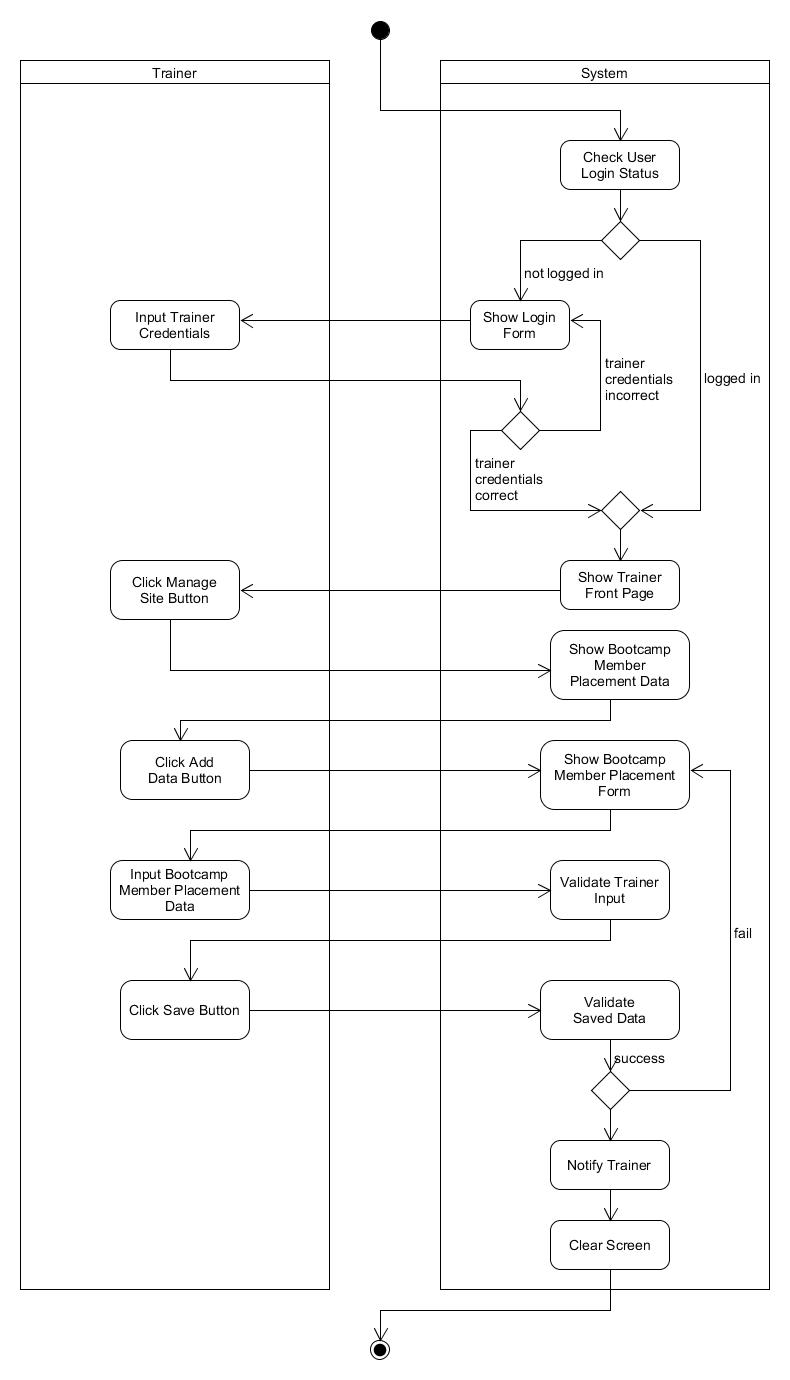 Trainer
System
Check User
Login Status
not logged in
Input Trainer
Credentials
Show Login
Form
trainer
credentials
incorrect
logged in
trainer
credentials
correct
Click Manage
Site Button
Show Trainer
Front Page
Show Bootcamp
Member
Placement Data
Click Add
Data Button
Show Bootcamp
Member Placement
Form
Input Bootcamp
Member Placement
Data
Validate Trainer
Input
fail
Click Save Button
Validate
Saved Data
success
Notify Trainer
Clear Screen